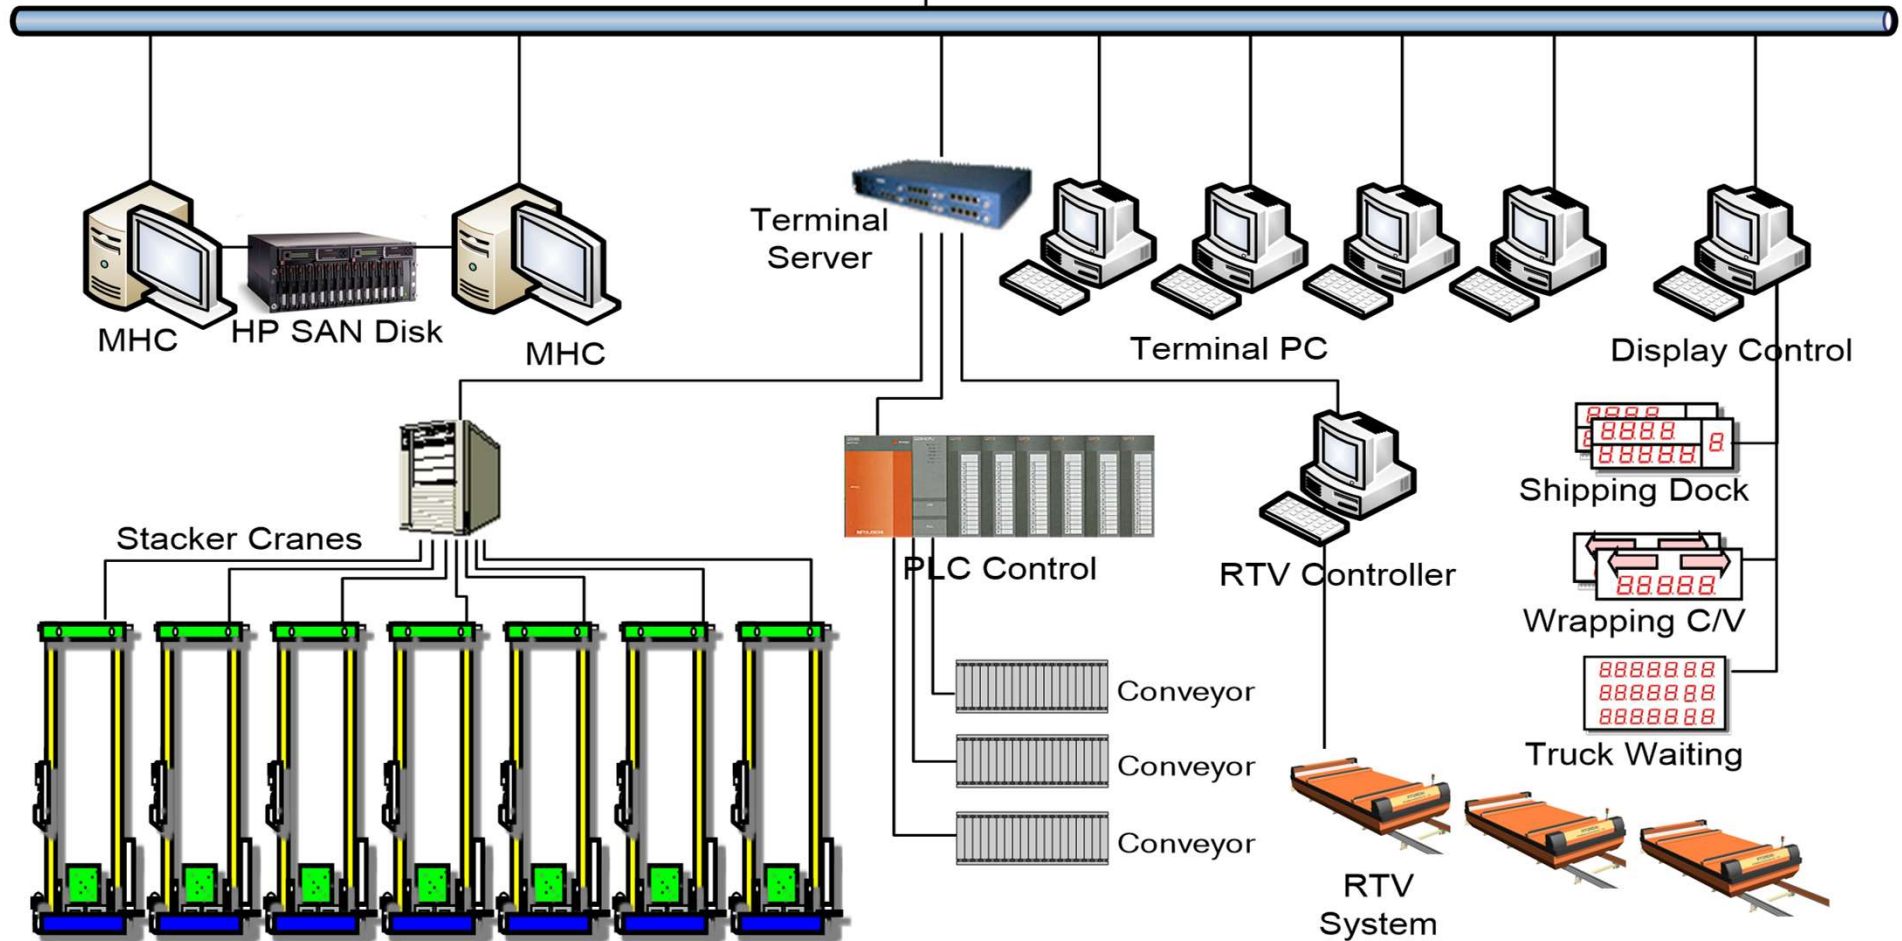 Terminal
Server
MHC
HP SAN Disk
MHC
Terminal PC
Display Control
Shipping Dock
Stacker Cranes
PLC Control
RTV Controller
Wrapping C/V
Conveyor
Truck Waiting
Conveyor
Conveyor
RTV
System